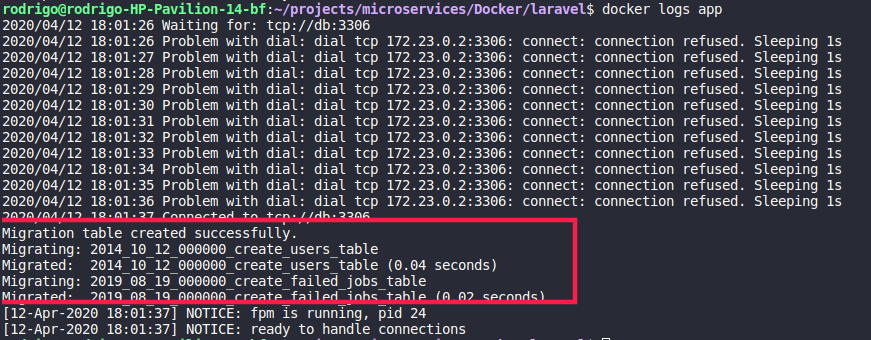 rodrigo@rodrigo-HP-Pavilion-14-bf:~/projects/microservices/Docker/laravel$ docker logs app
2020/04/12 18:01:26 Waiting for: tcp://db:3306
2020/04/12 18:01:26 Problem with dial: dial tcp 172.23.0.2:3306: connect: connection refused. Sleeping 1s
2020/04/12 18:01:27 Problem with dial: dial tcp 172.23.0.2:3306: connect: connection refused. Sleeping 1s
2020/04/12 18:01:28 Problem with dial: dial tcp 172.23.0.2:3306: connect: connection refused. Sleeping 1s
2020/04/12 18:01:29 Problem with dial: dial tcp 172.23.0.2:3306: connect: connection refused. Sleeping 1s
2020/04/12 18:01:30 Problem with dial: dial tcp 172.23.0.2:3306: connect: connection refused. Sleeping 1s
2020/04/12 18:01:31 Problem with dial: dial tcp 172.23.0.2:3306: connect: connection refused. Sleeping 1s
2020/04/12 18:01:32 Problem with dial: dial tcp 172.23.0.2:3306: connect: connection refused. Sleeping 1s
2020/04/12 18:01:33 Problem with dial: dial tcp 172.23.0.2:3306: connect: connection refused. Sleeping 1s
2020/04/12 18:01:34 Problem with dial: dial tcp 172.23.0.2:3306: connect: connection refused. Sleeping 1s
2020/04/12 18:01:35 Problem with dial: dial tcp 172.23.0.2:3306: connect: connection refused. Sleeping 1s
2020/04/12 18:01:36 Problem with dial: dial tcp 172.23.0.2:3306: connect: connection refused. Sleeping 1s
2020/04/12 18:01:37 Connected to tcp://db:3306
Migration table created successfully.
Migrating: 2014_10_12_000000_create_users_table
Migrated:  2014_10_12_000000_create_users_table (0.04 seconds)
Migrating: 2019_08_19_000000_create_failed_jobs_table
Migrated:  2019_08_19_000000_create_failed_jobs_table (0.02 seconds)
[12-Apr-2020 18:01:37] NOTICE: fpm is running, pid 24
[12-Apr-2020 18:01:37] NOTICE: ready to handle connections